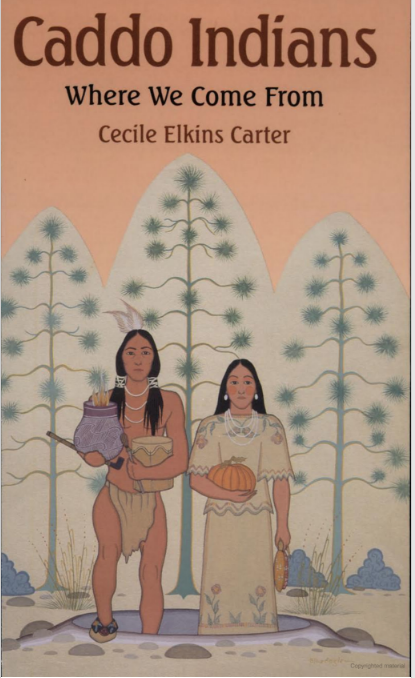 Caddo Indians
Where We Come From
Cecile Elkins Carter
Copyrighted material